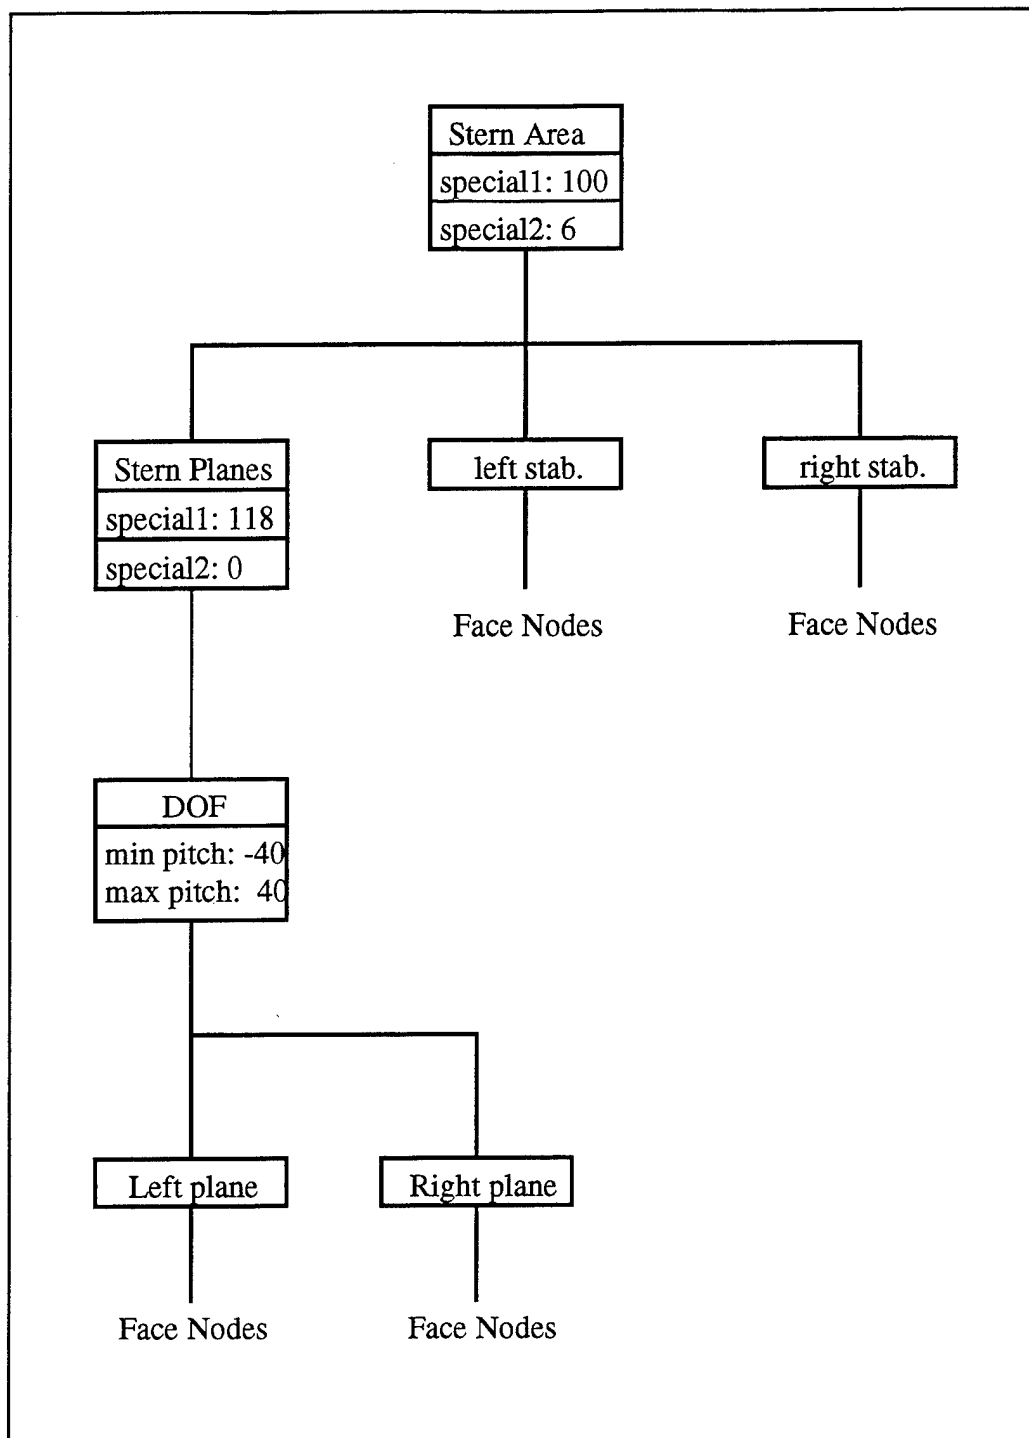 Stern Area
special1: 100
special2: 6
Stern Planes
special1: 118
special2: 0
left stab.
right stab.
Face Nodes
Face Nodes
DOF
min pitch: -40
max pitch: 40
Left plane
Right plane
Face Nodes
Face Nodes